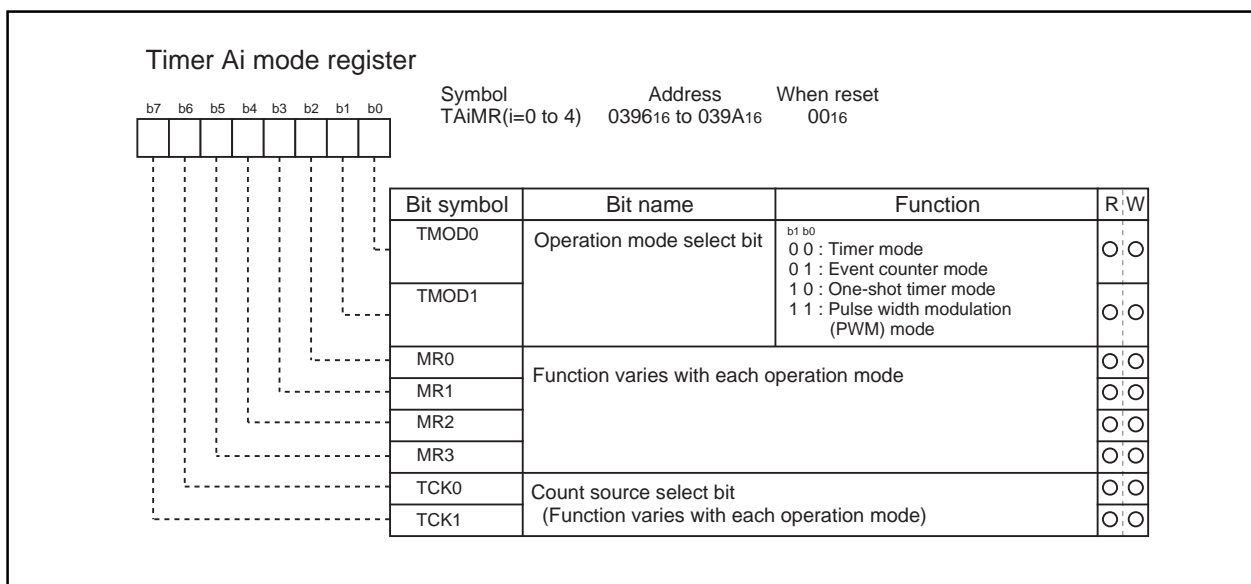 Timer Ai mode register
Symbol Address When reset
TAiMR(i=0 to 4) 039616 to 039A16 0016
b7 b6 b5 b4 b3 b2 b1 b0
Bit symbol Bit name Function R W
TMOD0 Operation mode select bit b1 b0
0 0 : Timer mode
0 1 : Event counter mode
TMOD1 1 0 : One-shot timer mode
1 1 : Pulse width modulation
(PWM) mode
MR0 Function varies with each operation mode
MR1
MR2
MR3
TCK0 Count source select bit
TCK1 (Function varies with each operation mode)